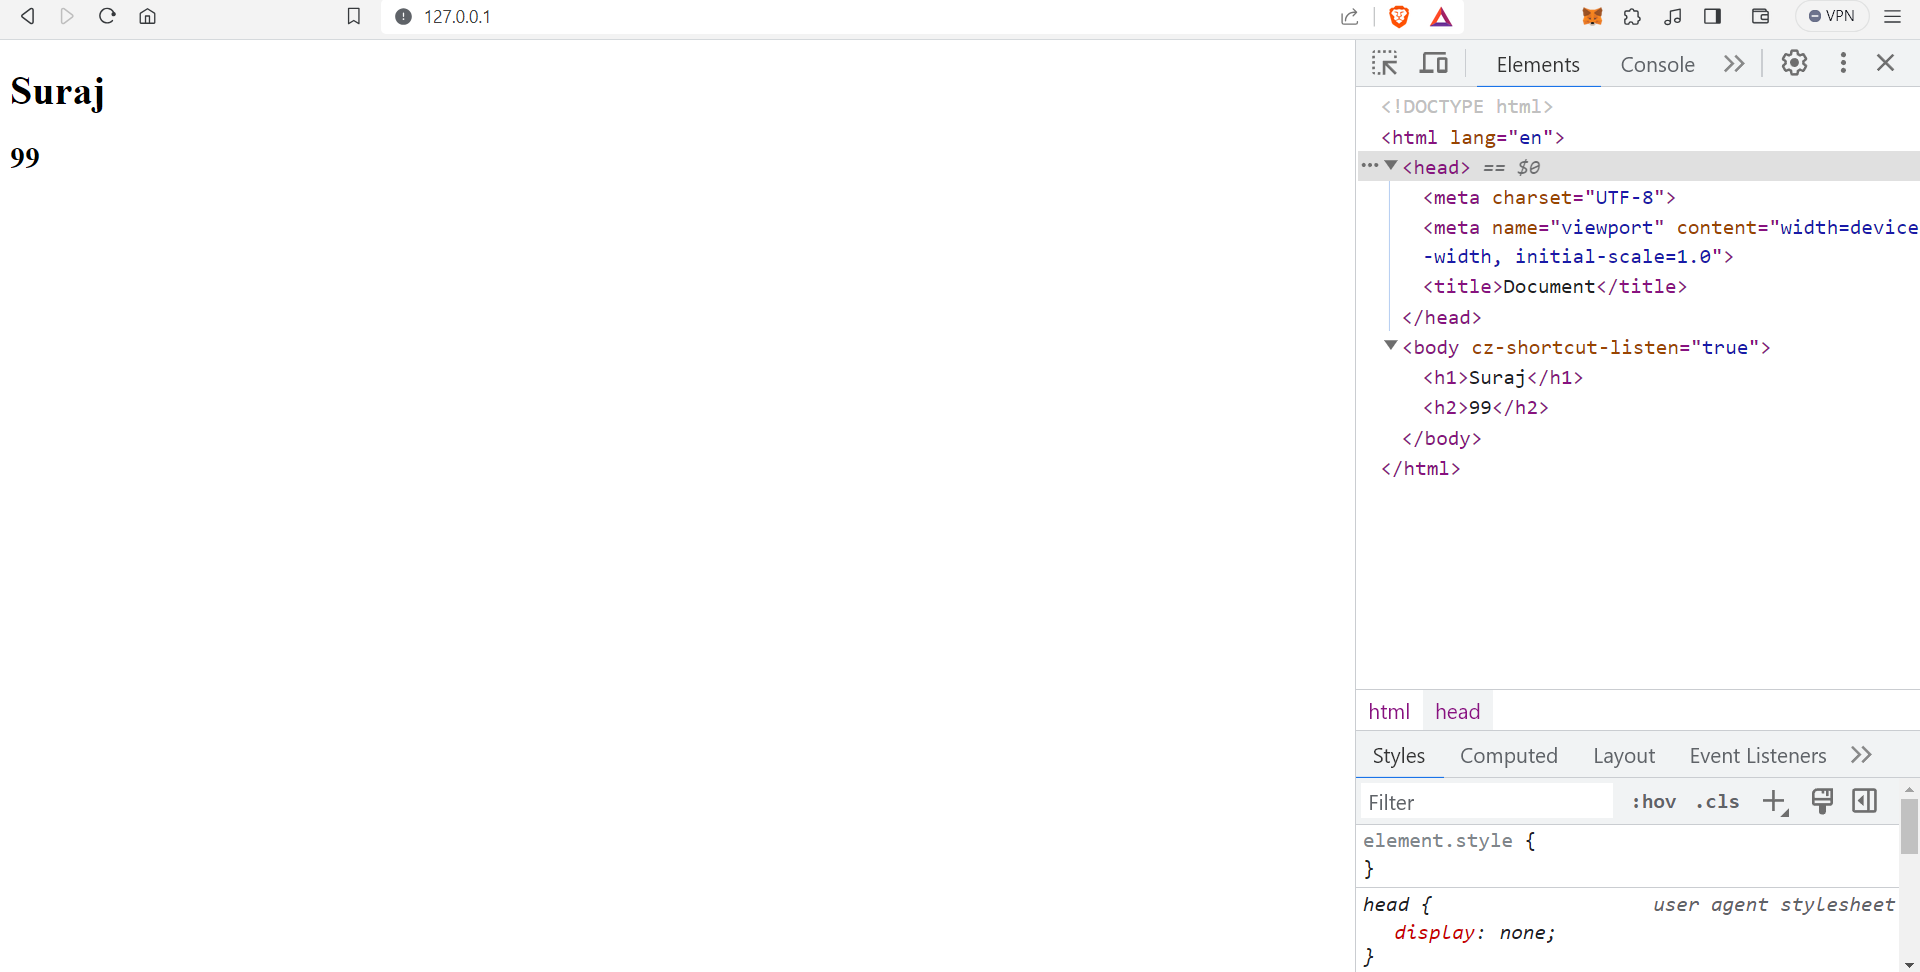 127.0.0.1
VPN
Suraj
99
Elements
Console
<!DOCTYPE html>
<html lang="en">
<head> == $0
<meta charset="UTF-8">
<meta name="viewport" content="width=device
-width, initial-scale=1.0">
<title>Document</title>
</head>
<body cz-shortcut-listen="true">
<h1>Suraj</h1>
<h2>99</h2>
</body>
</html>
html head
Styles Computed Layout Event Listeners
Filter :hov .cls
element.style {
}
head { user agent stylesheet
display: none;
}